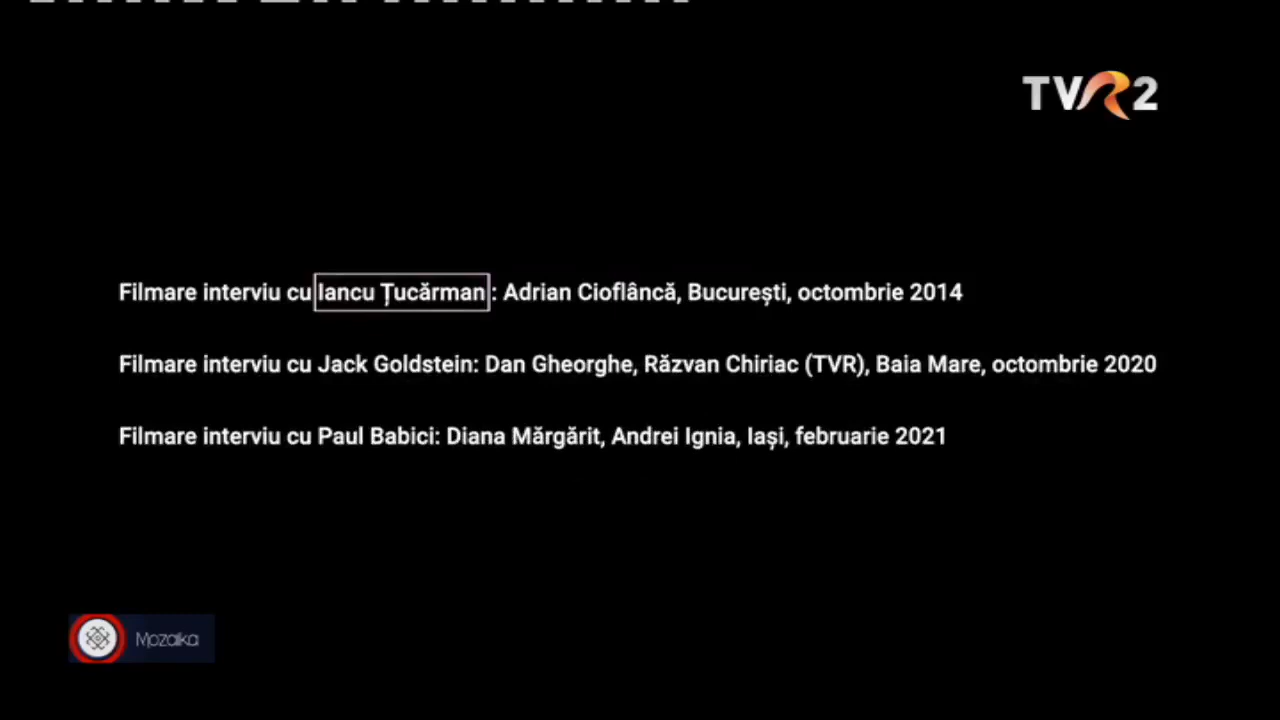 TVR2
Filmare interviu cu Iancu Țucărman : Adrian Cioflâncă, București, octombrie 2014
Filmare interviu cu Jack Goldstein: Dan Gheorghe, Răzvan Chiriac (TVR), Baia Mare, octombrie 2020
Filmare interviu cu Paul Babici: Diana Mărgărit, Andrei Ignia, Iași, februarie 2021
Mozaika